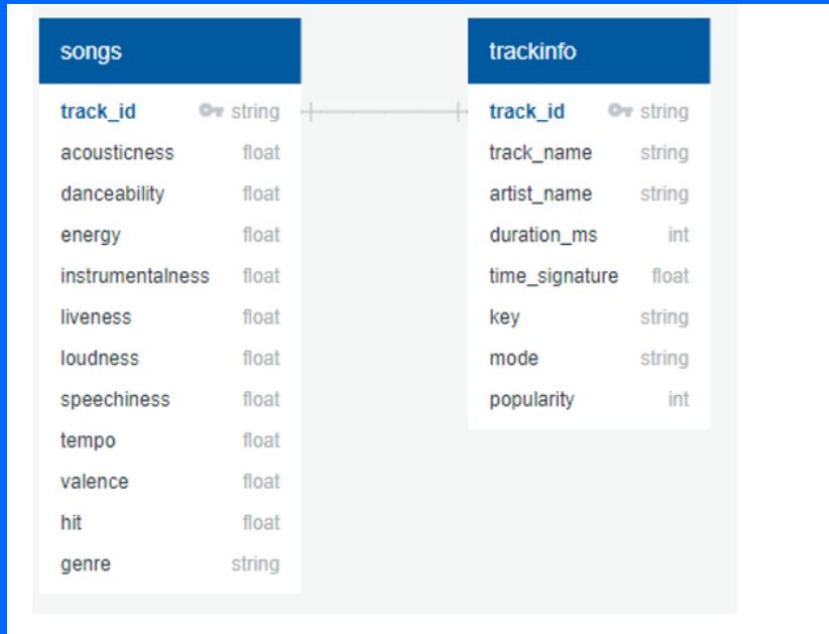 songs
track_id string
acousticness float
danceability float
energy float
instrumentalness float
liveness float
loudness float
speechiness float
tempo float
valence float
hit float
genre string
trackinfo
track_id string
track_name string
artist_name string
duration_ms int
time_signature float
key string
mode string
popularity int